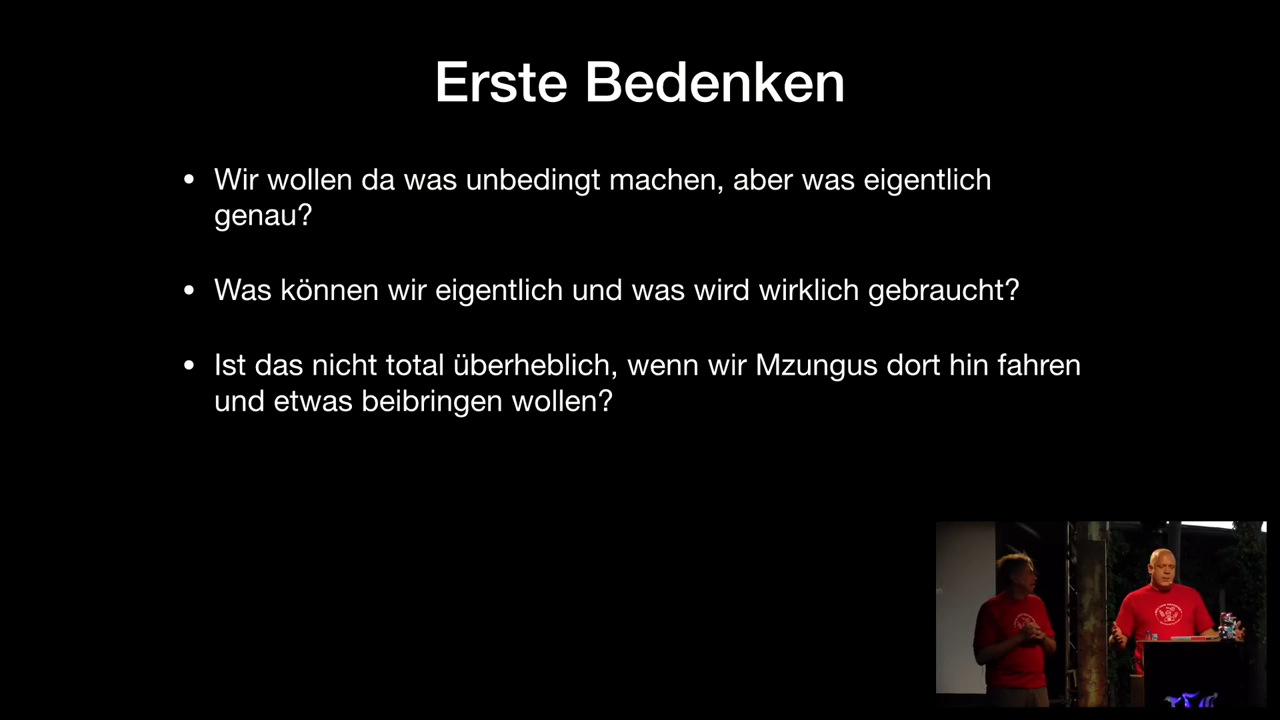 Erste Bedenken
• Wir wollen da was unbedingt machen, aber was eigentlich
genau?
• Was können wir eigentlich und was wird wirklich gebraucht?
• Ist das nicht total überheblich, wenn wir Mzungus dort hin fahren
und etwas beibringen wollen?